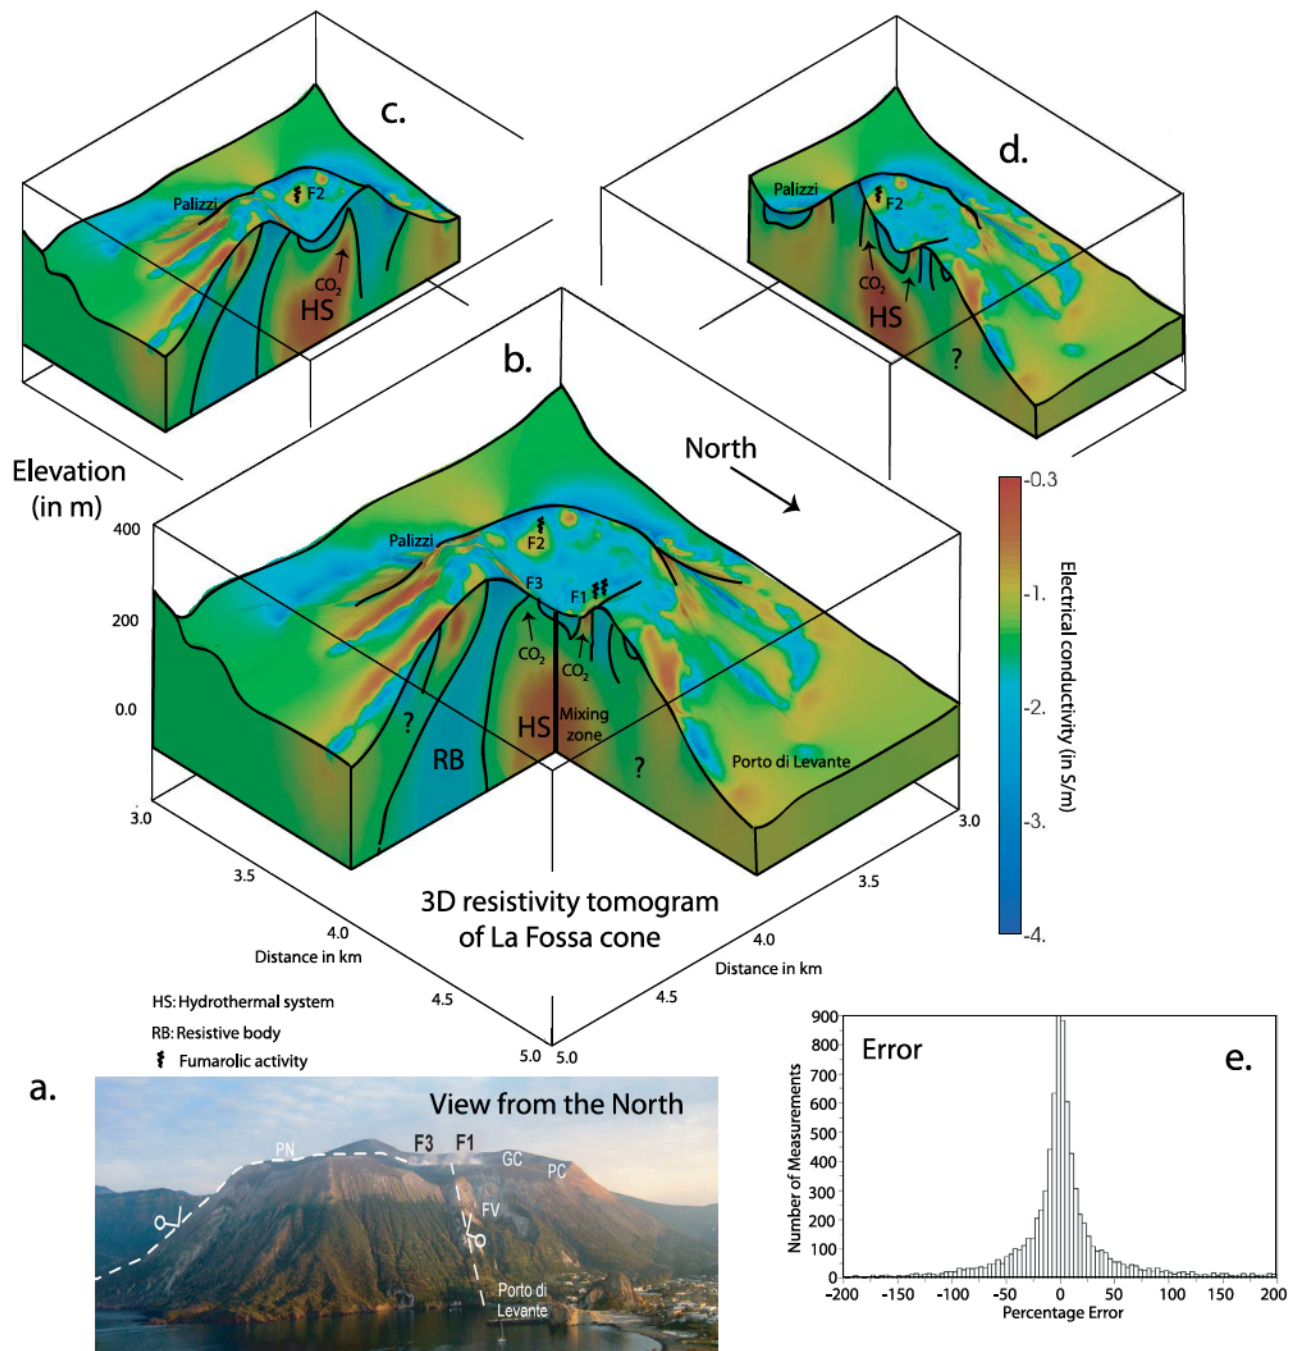 c.
Palizzi
F2
CO2
HS
d.
Palizzi
F2
CO2
HS
?
b.
North
Elevation
(in m)
400
200
0.0
Palizzi
F2
F3
F1
CO2
CO2
?
RB
HS
Mixing
zone
?
Porto di Levante
-0.3
-1.
-2.
-3.
-4.
Electrical conductivity (in S/m)
3.0
3.5
4.0
4.5
5.0
Distance in km
5.0
4.5
4.0
3.5
3.0
Distance in km
3D resistivity tomogram
of La Fossa cone
HS: Hydrothermal system
RB: Resistive body
Fumarolic activity
a.
View from the North
PN
F3
F1
GC
PC
FV
Porto di
Levante
Error
e.
Number of Measurements
900
800
700
600
500
400
300
200
100
0
-200
-150
-100
-50
0
50
100
150
200
Percentage Error